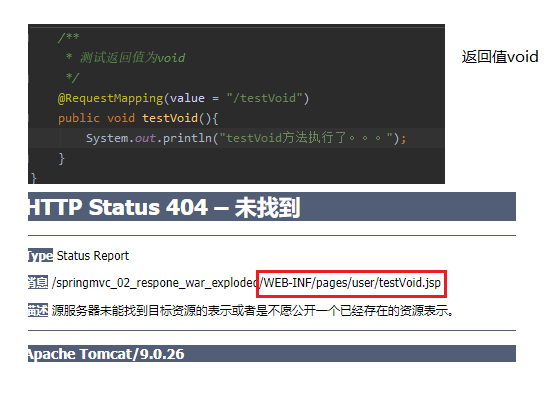 /**
* 测试返回值为void
*/
@RequestMapping(value = "/testVoid")
public void testVoid(){
System.out.println("testVoid方法执行了。。。");
}
}
返回值void
HTTP Status 404 – 未找到
Type Status Report
消息 /springmvc_02_respone_war_exploded/WEB-INF/pages/user/testVoid.jsp
描述 源服务器未能找到目标资源的表示或者是不愿公开一个已经存在的资源表示。
Apache Tomcat/9.0.26